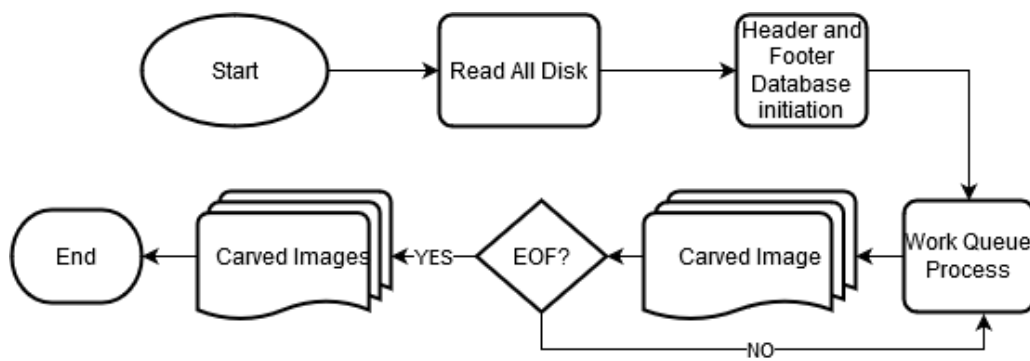 Start
Read All Disk
Header and
Footer
Database
initiation
Work Queue
Process
Carved Image
EOF?
YES
Carved Images
End
NO